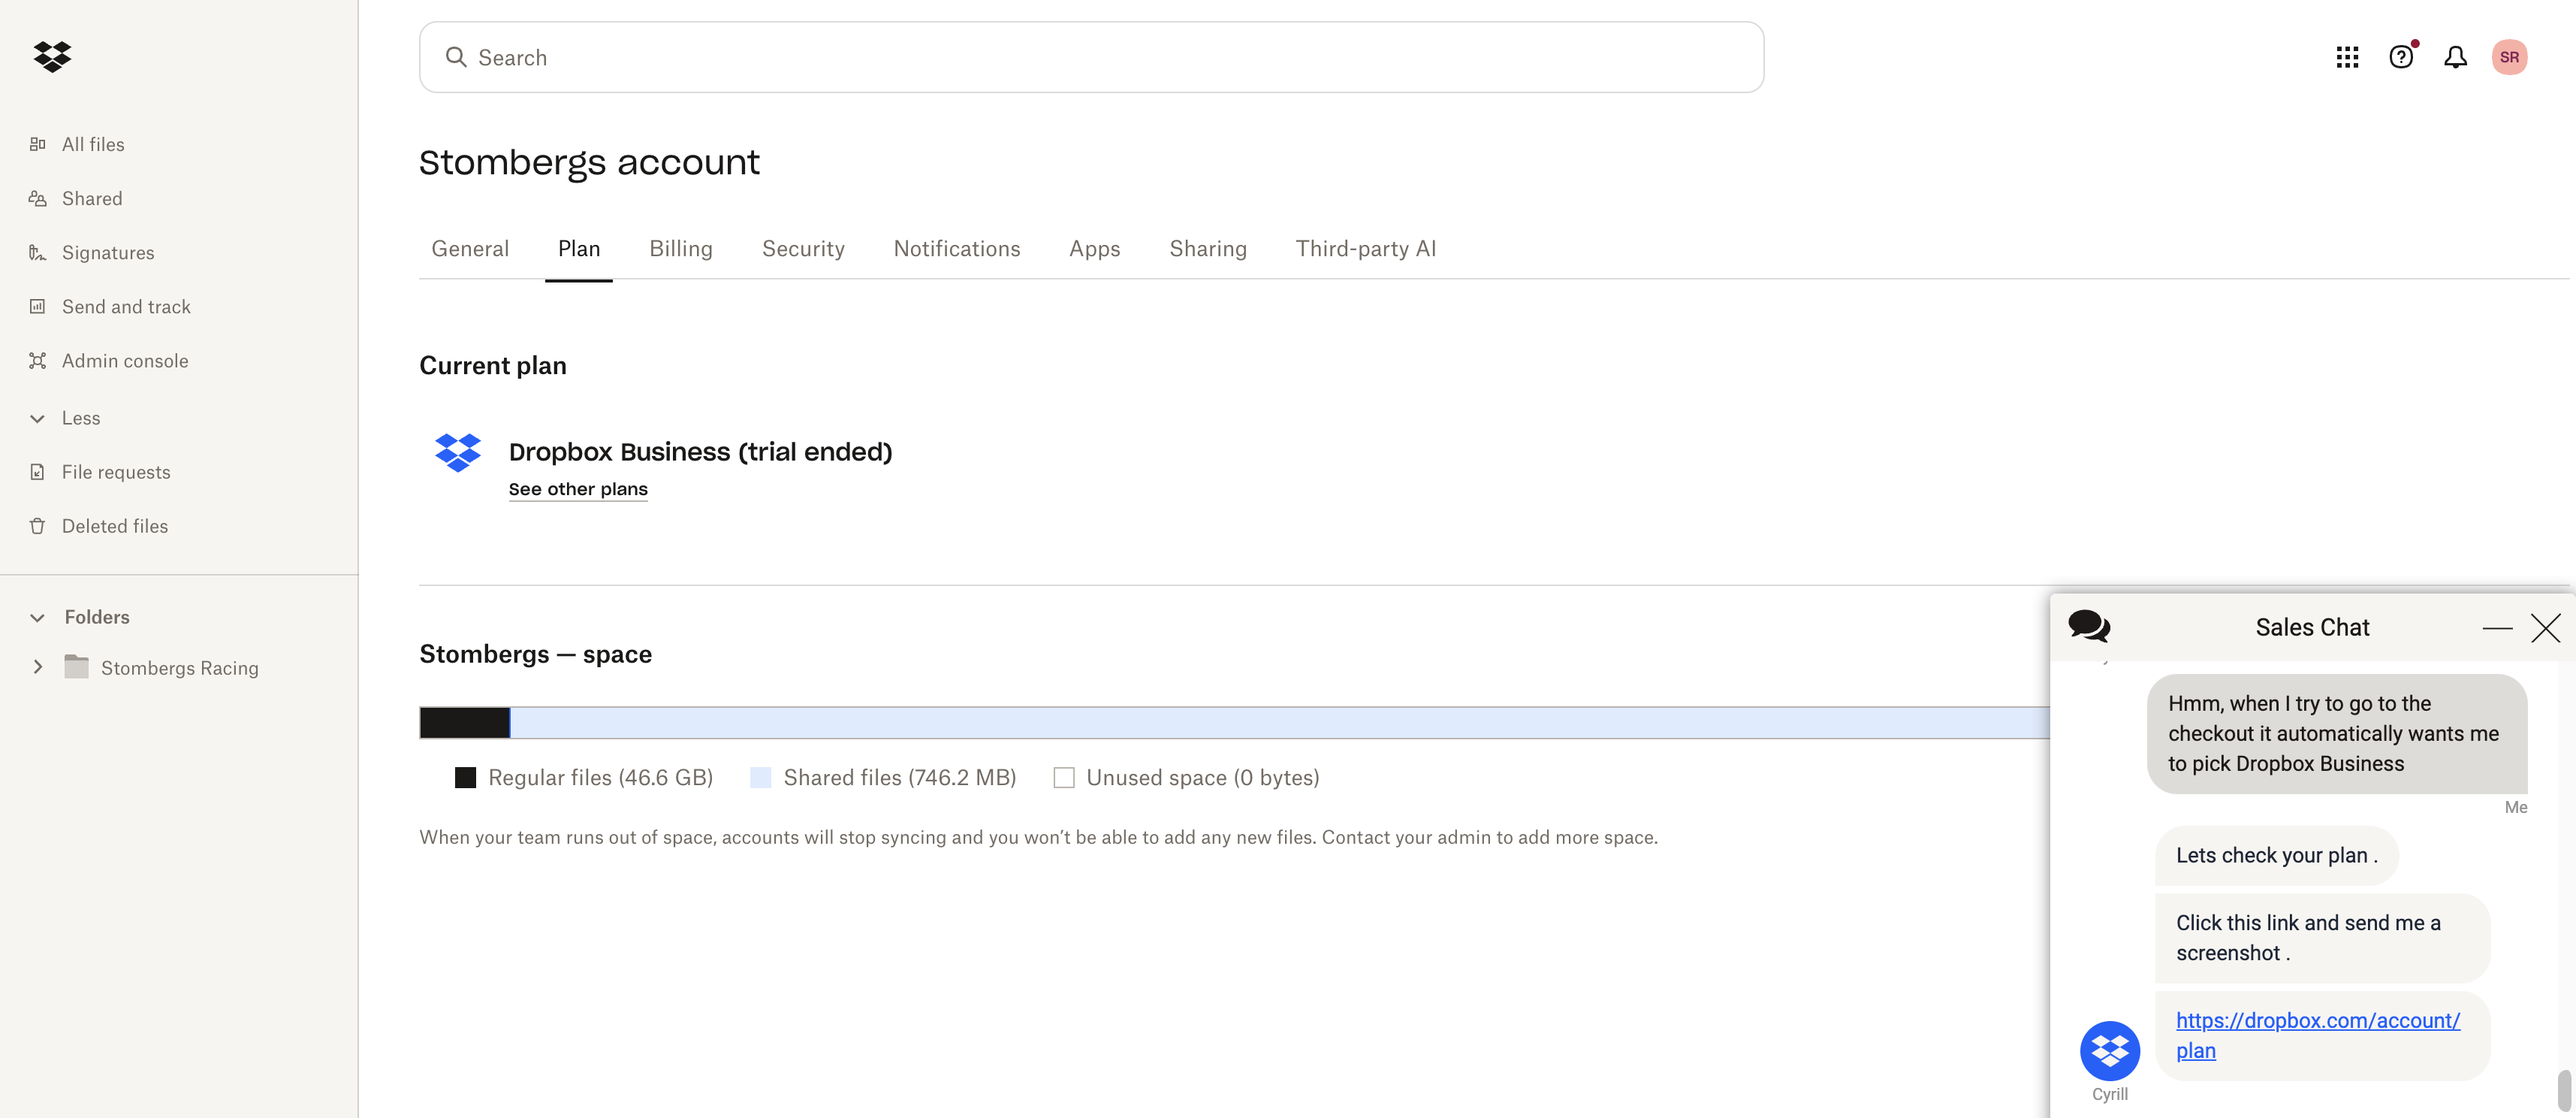 Search
SR
All files
Shared
Signatures
Send and track
Admin console
Less
File requests
Deleted files
Folders
Stombergs Racing
Stombergs account
General Plan Billing Security Notifications Apps Sharing Third-party AI
Current plan
Dropbox Business (trial ended)
See other plans
Stombergs — space
Regular files (46.6 GB) Shared files (746.2 MB) Unused space (0 bytes)
When your team runs out of space, accounts will stop syncing and you won’t be able to add any new files. Contact your admin to add more space.
Sales Chat
Hmm, when I try to go to the
checkout it automatically wants me
to pick Dropbox Business
Me
Lets check your plan .
Click this link and send me a
screenshot .
https://dropbox.com/account/
plan
Cyrill